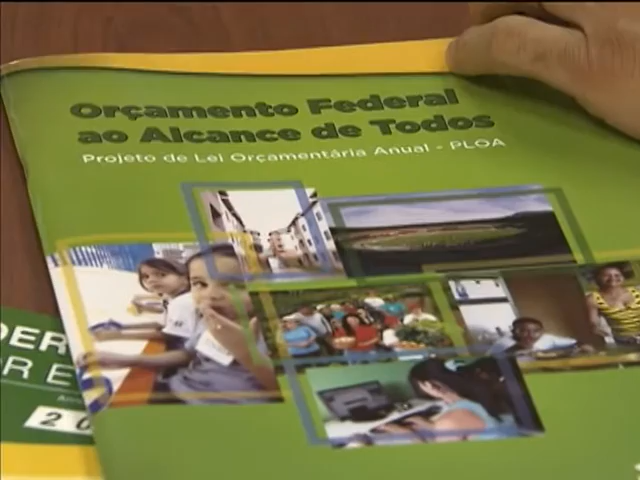 Orçamento Federal
ao Alcance de Todos
Projeto de Lei Orçamentária Anual - PLOA